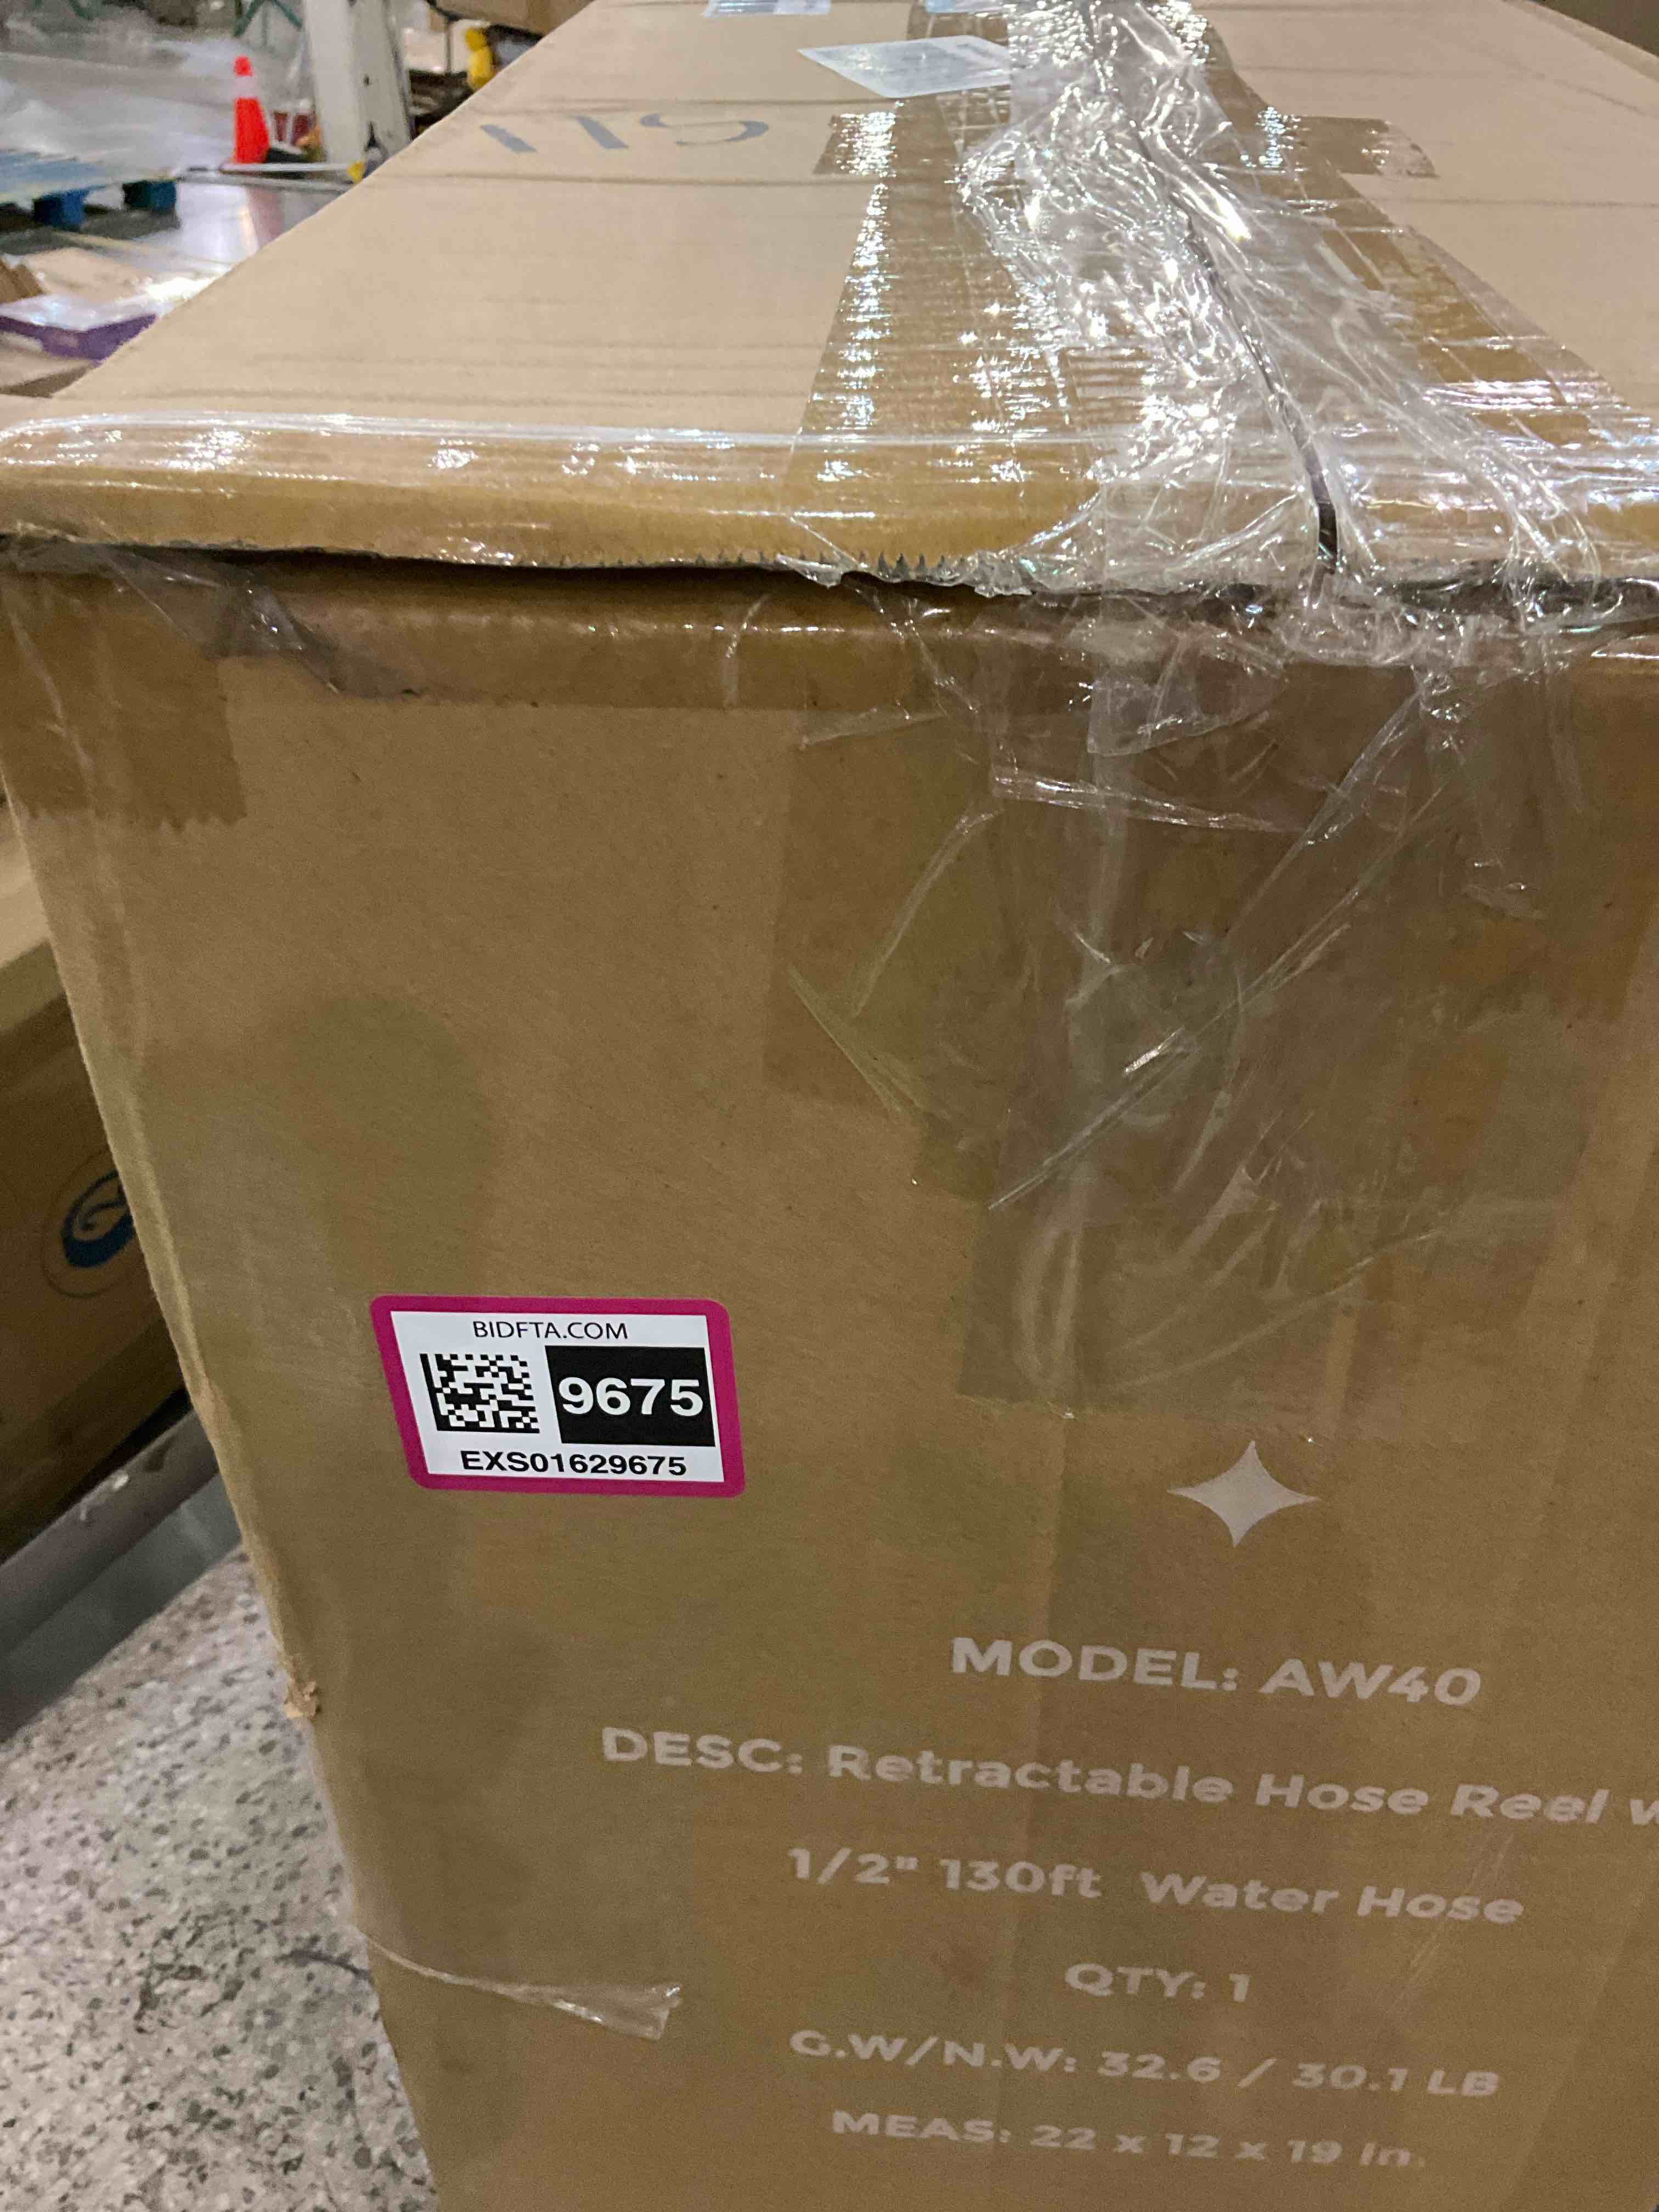 BIDFTA.COM
9675
EXS01629675
MODEL: AW40
DESC: Retractable Hose Reel
1/2" 130ft Water Hose
QTY: 1
G.W/N.W: 32.6 / 30.1 LB
MEAS: 22 x 12 x 19 In.